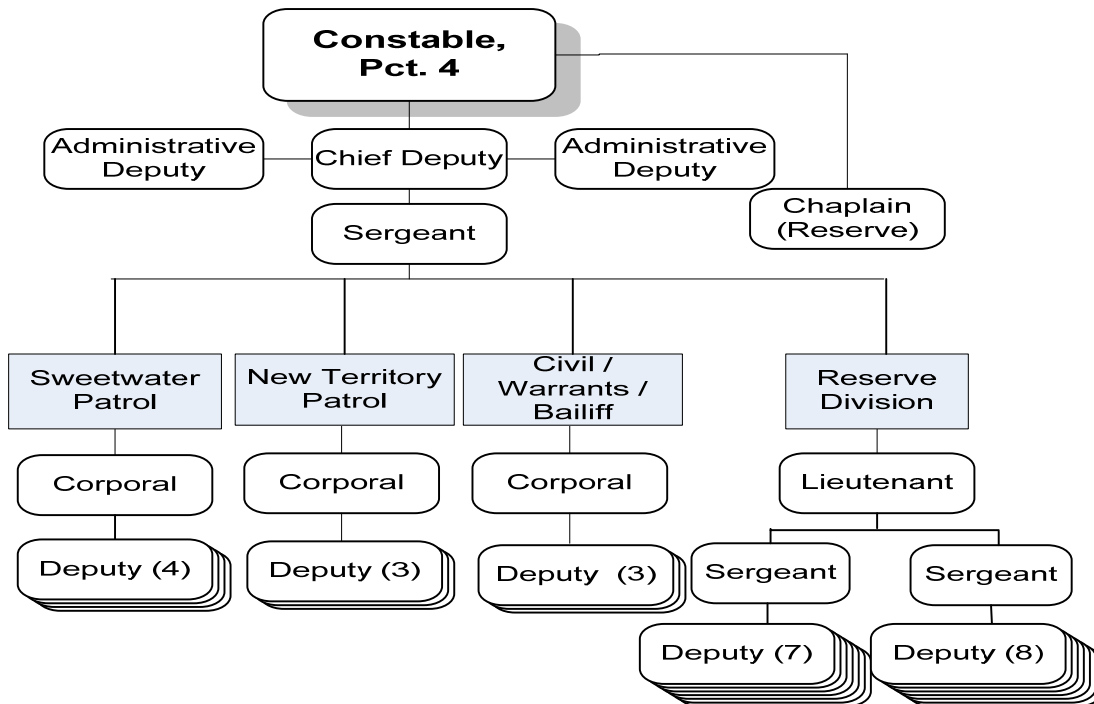 Constable,
Pct. 4
Administrative
Deputy
Chief Deputy
Administrative
Deputy
Chaplain
(Reserve)
Sergeant
Sweetwater
Patrol
New Territory
Patrol
Civil /
Warrants /
Bailiff
Reserve
Division
Corporal
Corporal
Corporal
Lieutenant
Deputy (4)
Deputy (3)
Deputy (3)
Sergeant
Sergeant
Deputy (7)
Deputy (8)